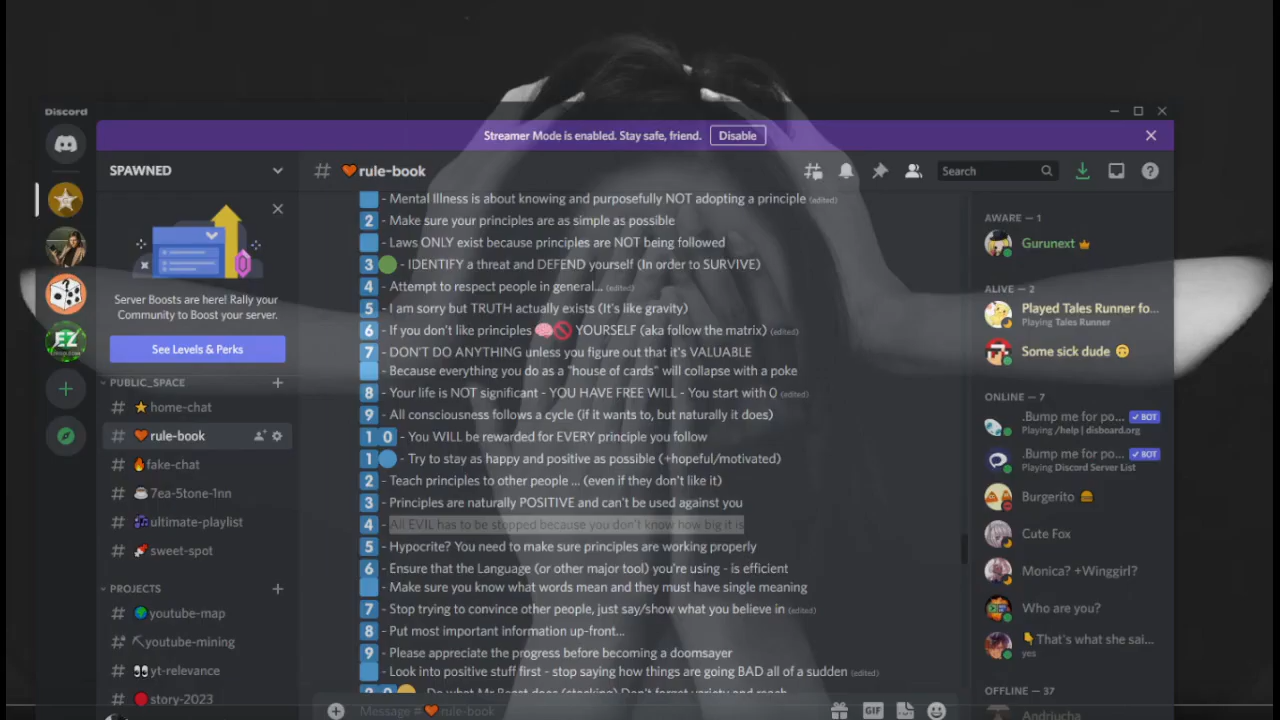 Discord
Streamer Mode is enabled. Stay safe, friend.
Disable
SPAWNED
rule-book
Search
Server Boosts are here! Rally your
Community to Boost your server.
See Levels & Perks
PUBLIC_SPACE
home-chat
rule-book
fake-chat
7ea-5tone-1nn
ultimate-playlist
sweet-spot
PROJECTS
youtube-map
youtube-mining
yt-relevance
story-2023
- Mental Illness is about knowing and purposefully NOT adopting a principle (edited)
2 - Make sure your principles are as simple as possible
- Laws ONLY exist because principles are NOT being followed
3 - IDENTIFY a threat and DEFEND yourself (In order to SURVIVE)
4 - Attempt to respect people in general... (edited)
5 - I am sorry but TRUTH actually exists (It's like gravity)
6 - If you don't like principles 🧠🚫 YOURSELF (aka follow the matrix) (edited)
7 - DON'T DO ANYTHING unless you figure out that it's VALUABLE
- Because everything you do as a "house of cards" will collapse with a poke
8 - Your life is NOT significant - YOU HAVE FREE WILL - You start with 0 (edited)
9 - All consciousness follows a cycle (if it wants to, but naturally it does)
1 0 - You WILL be rewarded for EVERY principle you follow
1 - Try to stay as happy and positive as possible (+hopeful/motivated)
2 - Teach principles to other people ... (even if they don't like it)
3 - Principles are naturally POSITIVE and can't be used against you
4 - All EVIL has to be stopped because you don't know how big it is
5 - Hypocrite? You need to make sure principles are working properly
6 - Ensure that the Language (or other major tool) you're using - is efficient
- Make sure you know what words mean and they must have single meaning
7 - Stop trying to convince other people, just say/show what you believe in (edited)
8 - Put most important information up-front...
9 - Please appreciate the progress before becoming a doomsayer
- Look into positive stuff first - stop saying how things are going BAD all of a sudden (edited)
2 0 - Do what Mr Beast does (stacking) Don't forget variety and reach
Message # rule-book
GIF
AWARE — 1
Gurunext
ALIVE — 2
Played Tales Runner fo...
Playing Tales Runner
Some sick dude
ONLINE — 7
.Bump me for po... BOT
Playing /help | disboard.org
.Bump me for po... BOT
Playing Discord Server List
Burgerito
Cute Fox
Monica? +Winggirl?
Who are you?
That's what she sai...
yes
OFFLINE — 37
Andriucha